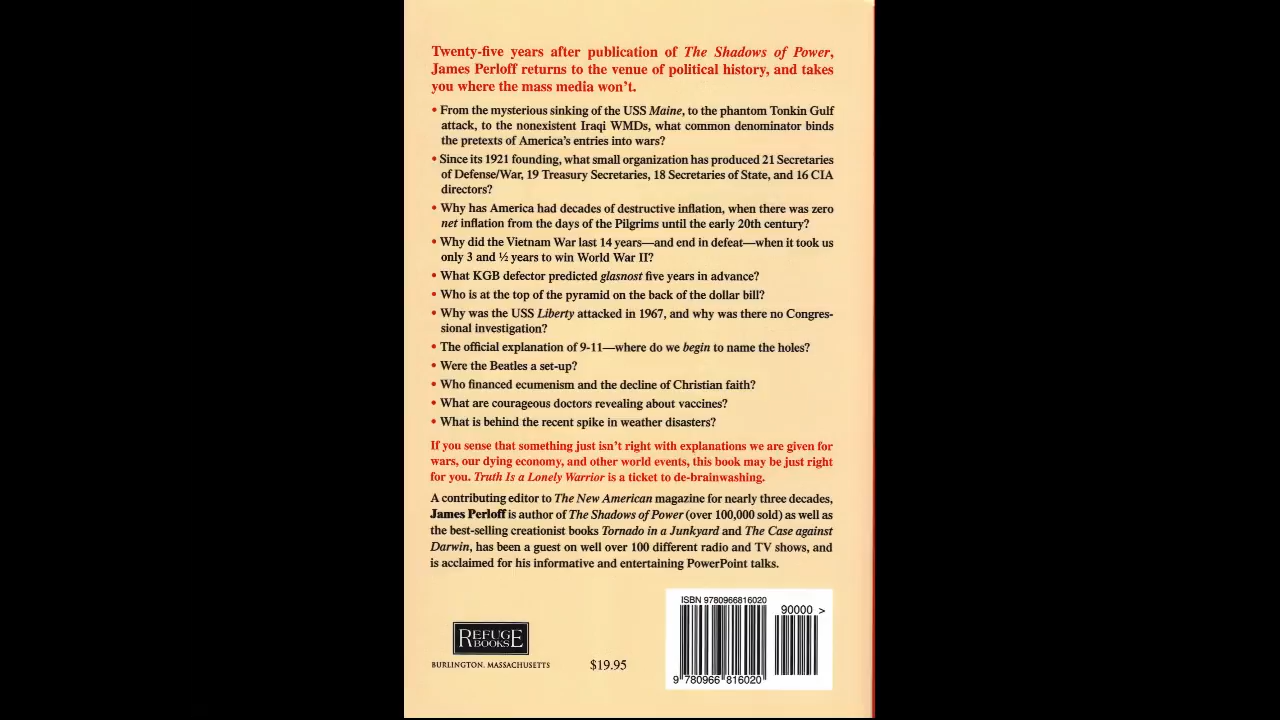 Twenty-five years after publication of The Shadows of Power,
James Perloff returns to the venue of political history, and takes
you where the mass media won't.
• From the mysterious sinking of the USS Maine, to the phantom Tonkin Gulf
attack, to the nonexistent Iraqi WMDs, what common denominator binds
the pretexts of America's entries into wars?
• Since its 1921 founding, what small organization has produced 21 Secretaries
of Defense/War, 19 Treasury Secretaries, 18 Secretaries of State, and 16 CIA
directors?
• Why has America had decades of destructive inflation, when there was zero
net inflation from the days of the Pilgrims until the early 20th century?
• Why did the Vietnam War last 14 years—and end in defeat—when it took us
only 3 and ½ years to win World War II?
• What KGB defector predicted glasnost five years in advance?
• Who is at the top of the pyramid on the back of the dollar bill?
• Why was the USS Liberty attacked in 1967, and why was there no Congres-
sional investigation?
• The official explanation of 9-11—where do we begin to name the holes?
• Were the Beatles a set-up?
• Who financed ecumenism and the decline of Christian faith?
• What are courageous doctors revealing about vaccines?
• What is behind the recent spike in weather disasters?
If you sense that something just isn't right with explanations we are given for
wars, our dying economy, and other world events, this book may be just right
for you. Truth Is a Lonely Warrior is a ticket to de-brainwashing.
A contributing editor to The New American magazine for nearly three decades,
James Perloff is author of The Shadows of Power (over 100,000 sold) as well as
the best-selling creationist books Tornado in a Junkyard and The Case against
Darwin, has been a guest on well over 100 different radio and TV shows, and
is acclaimed for his informative and entertaining PowerPoint talks.
REFUGE
BOOKS
BURLINGTON, MASSACHUSETTS
$19.95
ISBN 9780966816020
90000 >
9 780966 816020